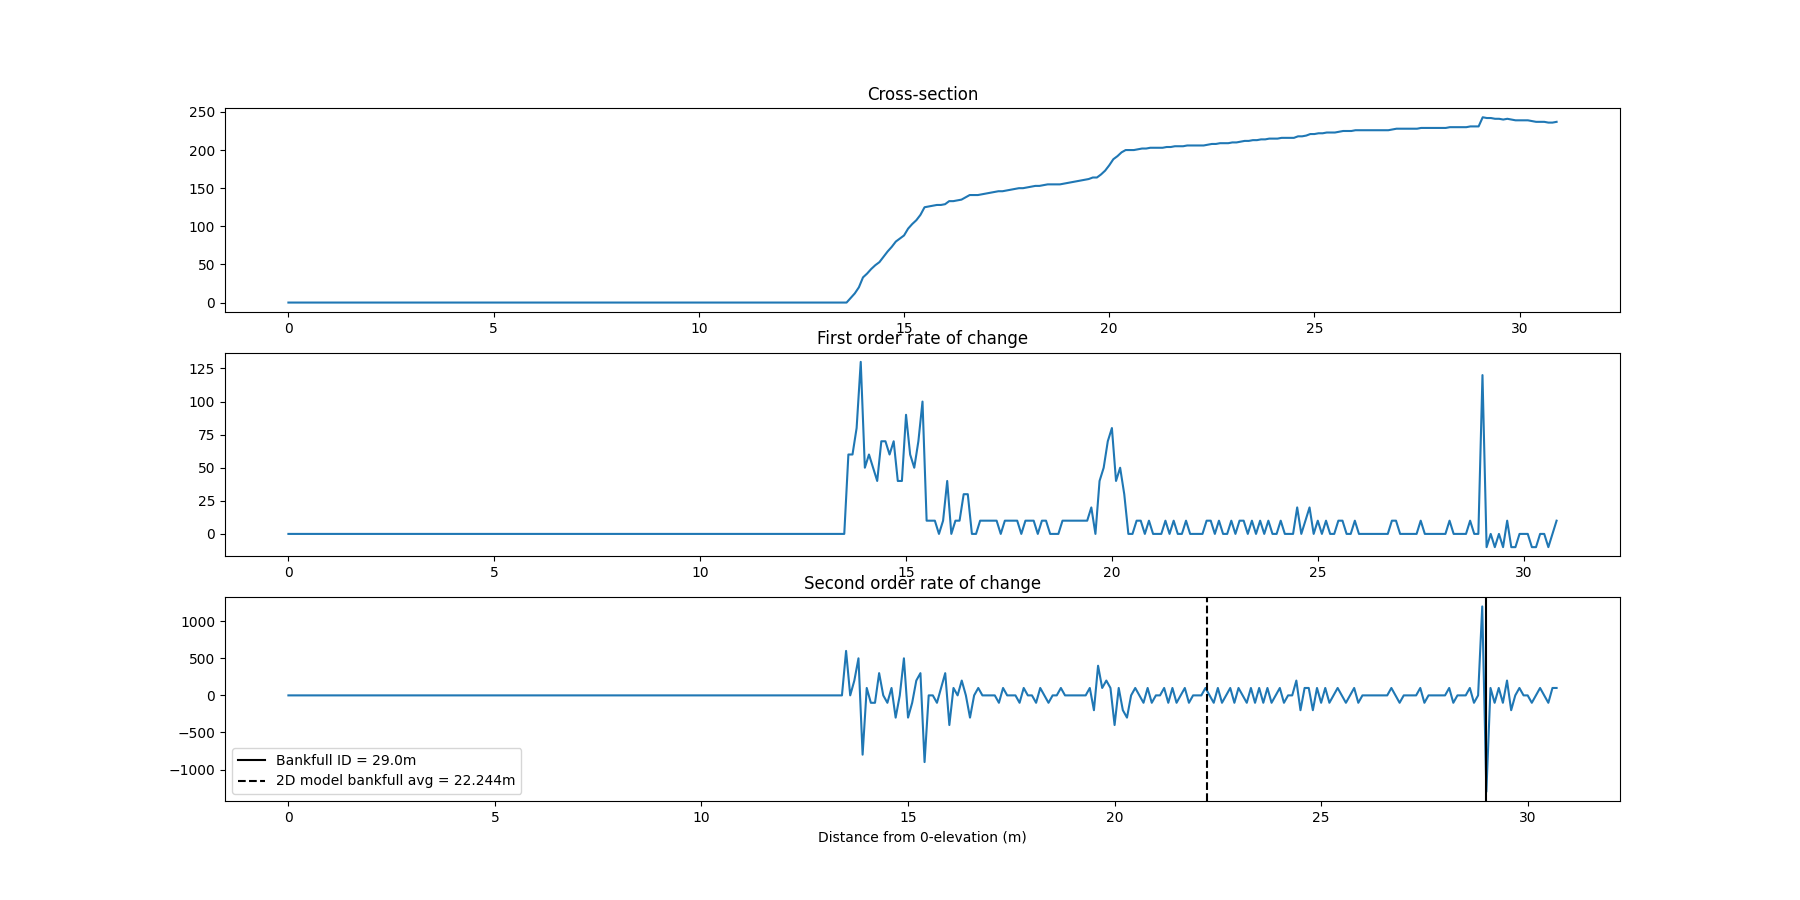 Cross-section
250
200
150
100
50
0
0 5 10 15 20 25 30
First order rate of change
125
100
75
50
25
0
0 5 10 15 20 25 30
Second order rate of change
1000
500
0
−500
−1000
Bankfull ID = 29.0m
2D model bankfull avg = 22.244m
0 5 10 15 20 25 30
Distance from 0-elevation (m)